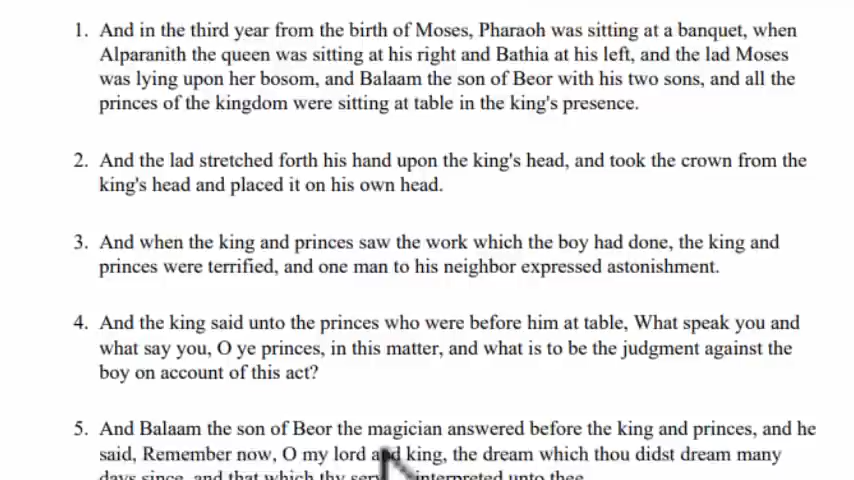 1. And in the third year from the birth of Moses, Pharaoh was sitting at a banquet, when
Alparanith the queen was sitting at his right and Bathia at his left, and the lad Moses
was lying upon her bosom, and Balaam the son of Beor with his two sons, and all the
princes of the kingdom were sitting at table in the king's presence.
2. And the lad stretched forth his hand upon the king's head, and took the crown from the
king's head and placed it on his own head.
3. And when the king and princes saw the work which the boy had done, the king and
princes were terrified, and one man to his neighbor expressed astonishment.
4. And the king said unto the princes who were before him at table, What speak you and
what say you, O ye princes, in this matter, and what is to be the judgment against the
boy on account of this act?
5. And Balaam the son of Beor the magician answered before the king and princes, and he
said, Remember now, O my lord and king, the dream which thou didst dream many
days since, and that which thy interpreted unto thee.